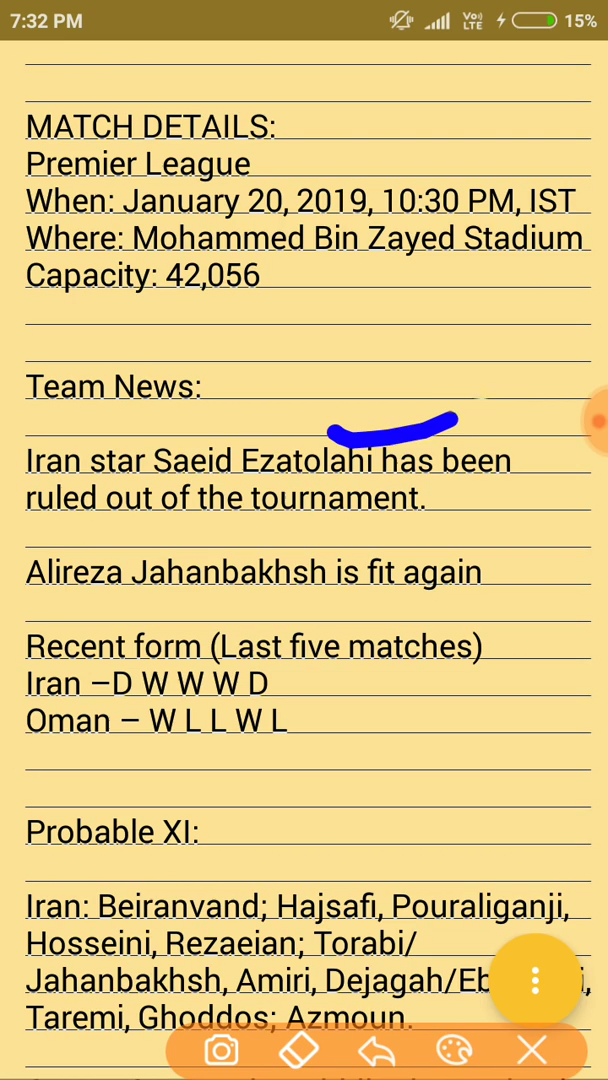 7:32 PM
Vo))
LTE
15%
MATCH DETAILS:
Premier League
When: January 20, 2019, 10:30 PM, IST
Where: Mohammed Bin Zayed Stadium
Capacity: 42,056
Team News:
Iran star Saeid Ezatolahi has been
ruled out of the tournament.
Alireza Jahanbakhsh is fit again
Recent form (Last five matches)
Iran –D W W W D
Oman – W L L W L
Probable XI:
Iran: Beiranvand; Hajsafi, Pouraliganji,
Hosseini, Rezaeian; Torabi/
Jahanbakhsh, Amiri, Dejagah/
Taremi, Ghoddos; Azmoun.